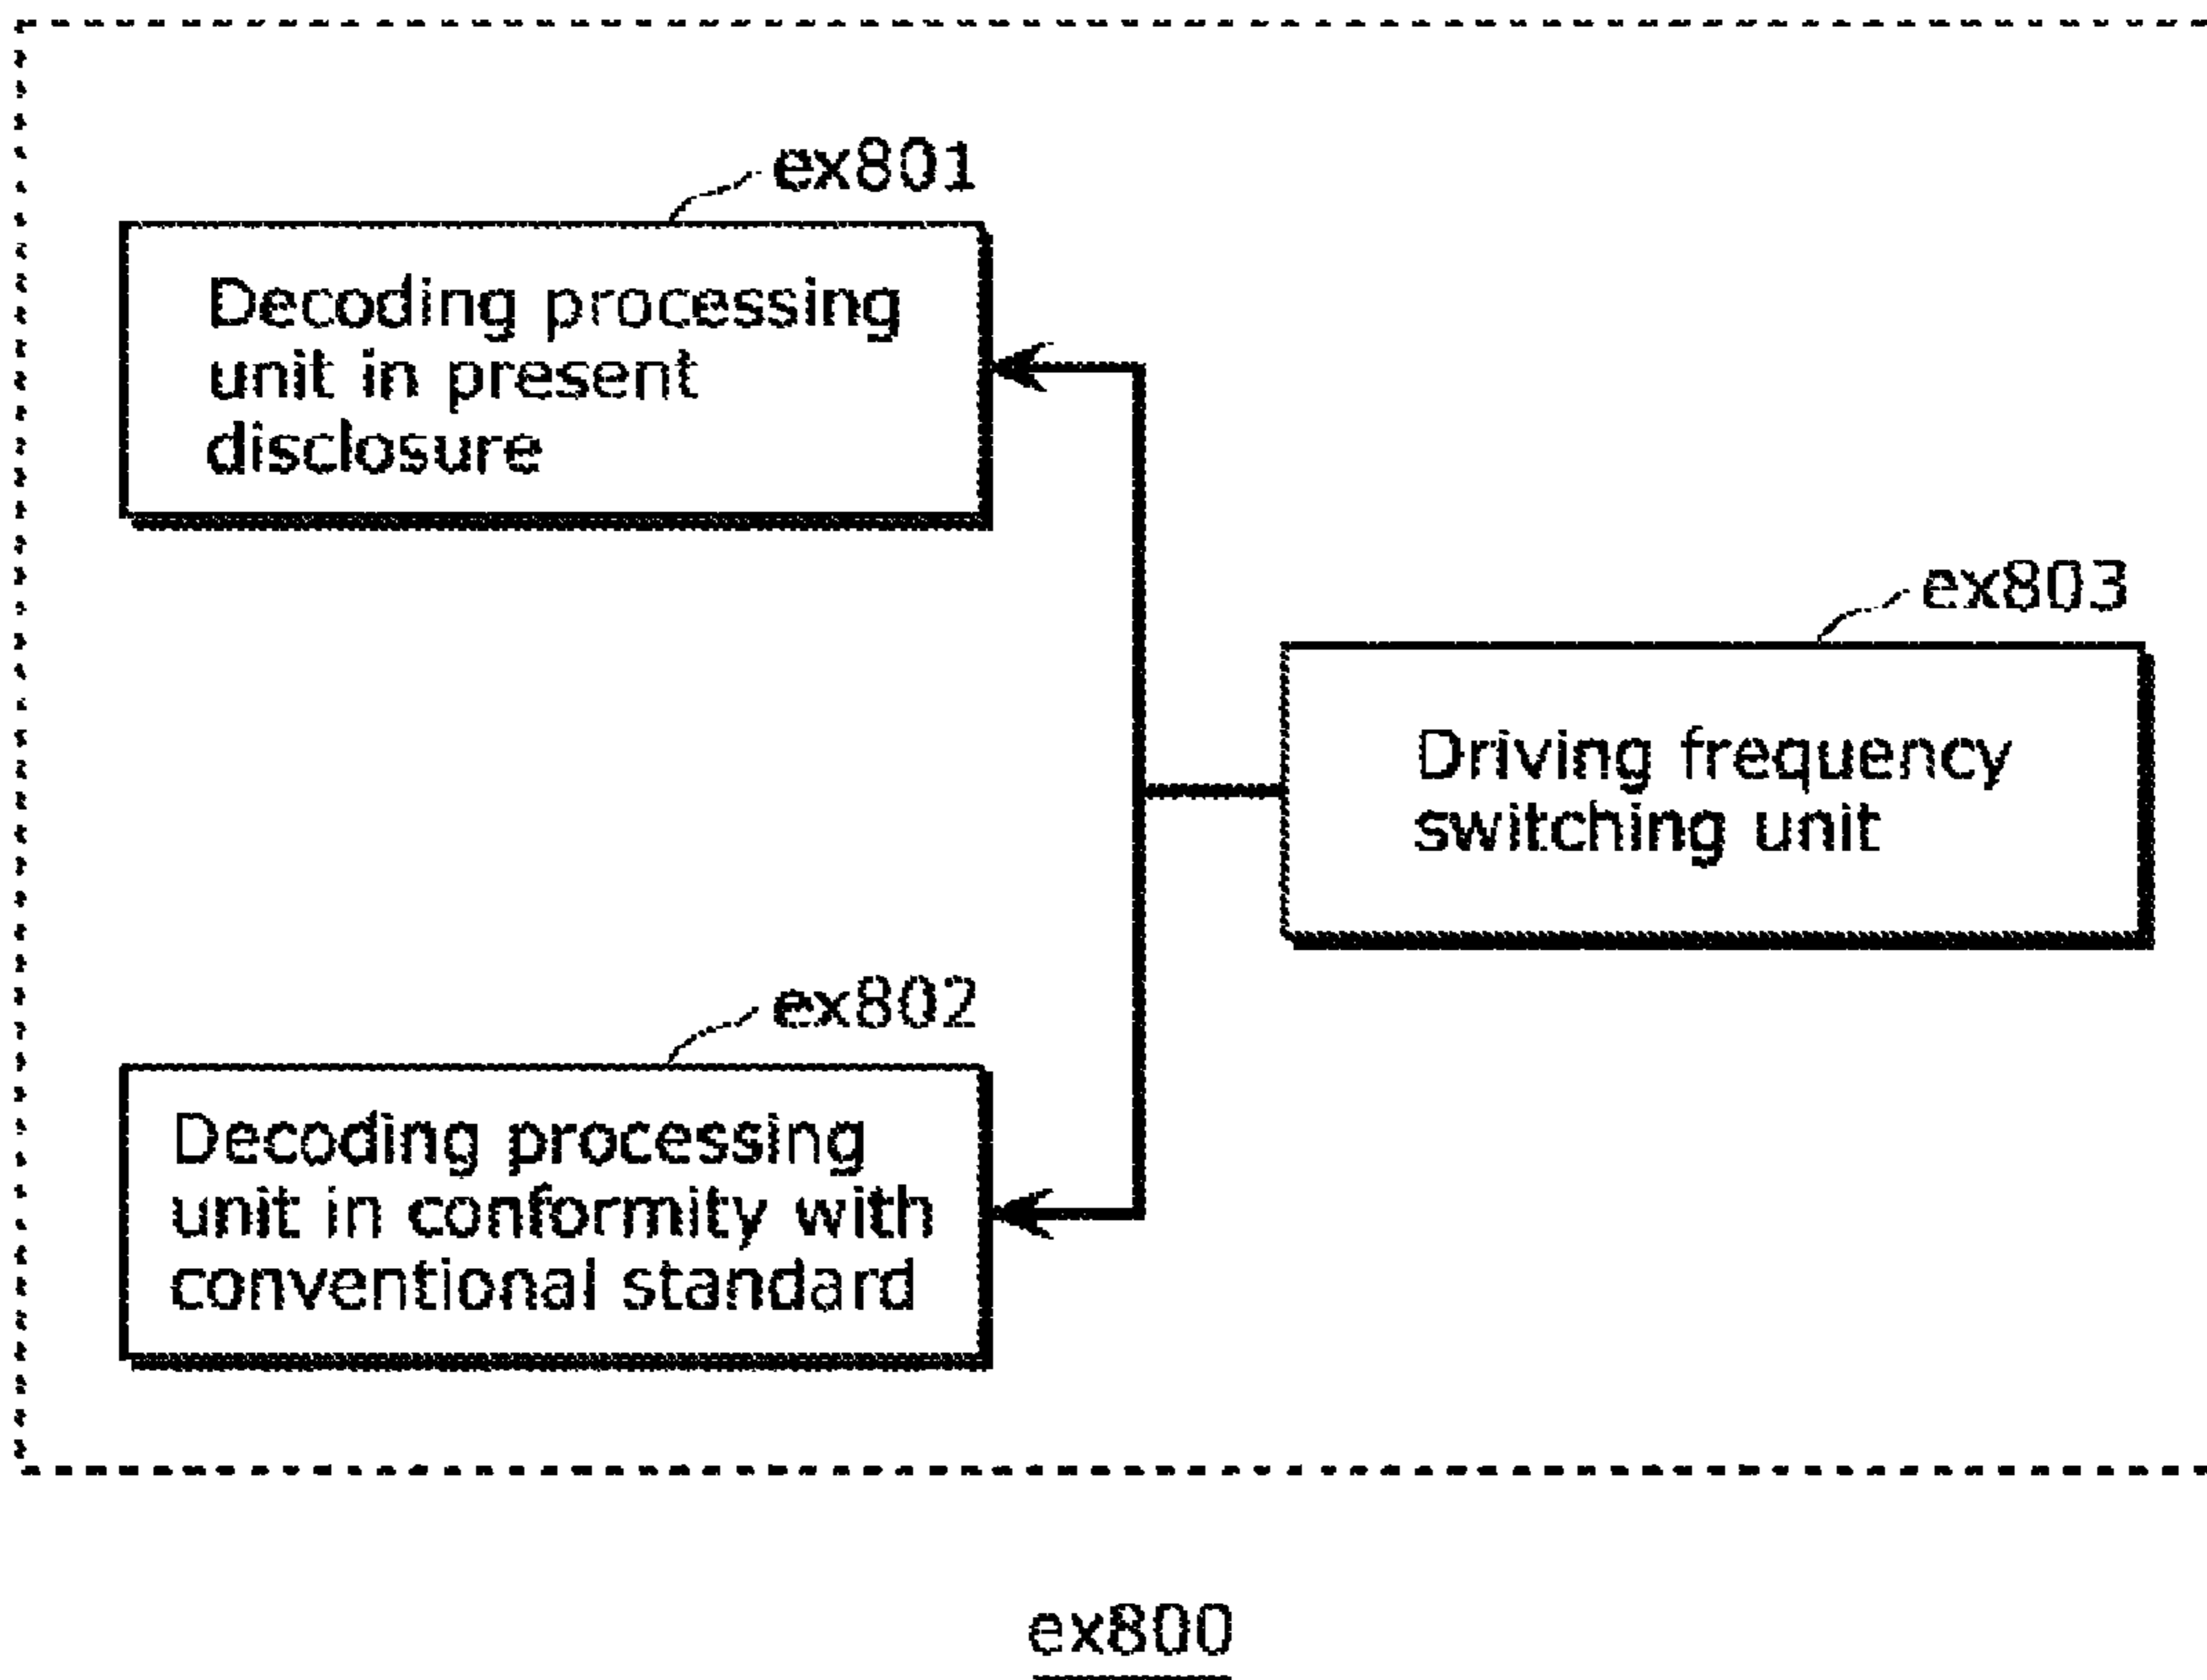 ex801
Decoding processing
unit in present
disclosure
ex803
Driving frequency
switching unit
ex802
Decoding processing
unit in conformity with
conventional standard
ex800